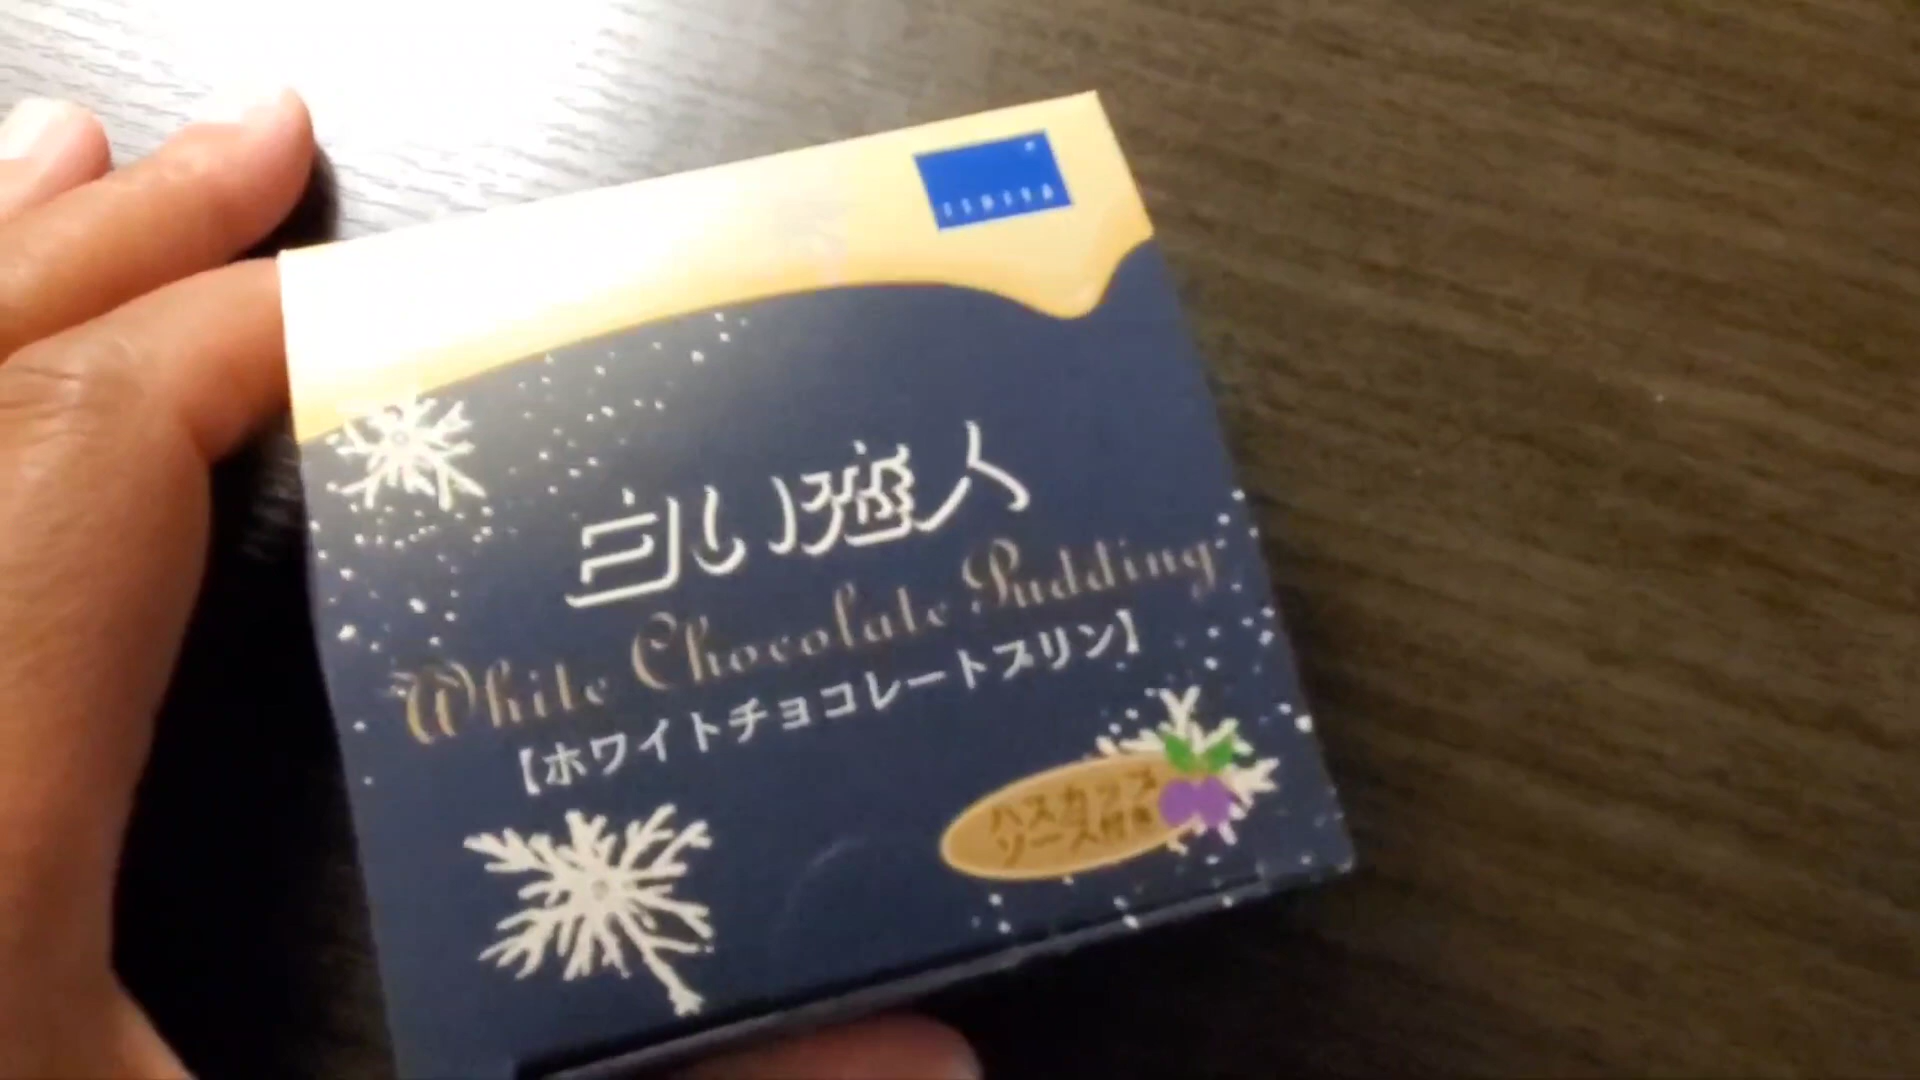 ISHIYA
白い恋人
White Chocolate Pudding
【ホワイトチョコレートプリン】
ハスカップ
ソース付き